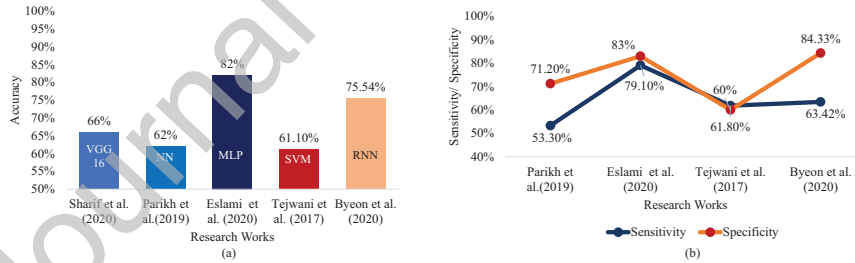 100%
95%
90%
85%
80%
75%
70%
65%
60%
55%
50%
Accuracy
66%
62%
82%
61.10%
75.54%
VGG
16
NN
MLP
SVM
RNN
Sharif et al.
(2020)
Parikh et
al.(2019)
Eslami et
al. (2020)
Tejwani et
al. (2017)
Byeon et al.
(2020)
Research Works
(a)
100%
90%
80%
70%
60%
50%
40%
Sensitivity/ Specificity
71.20%
53.30%
83%
79.10%
60%
61.80%
84.33%
63.42%
Parikh et
al.(2019)
Eslami et al.
(2020)
Tejwani et al.
(2017)
Byeon et al.
(2020)
Research Works
Sensitivity
Specificity
(b)
Journal